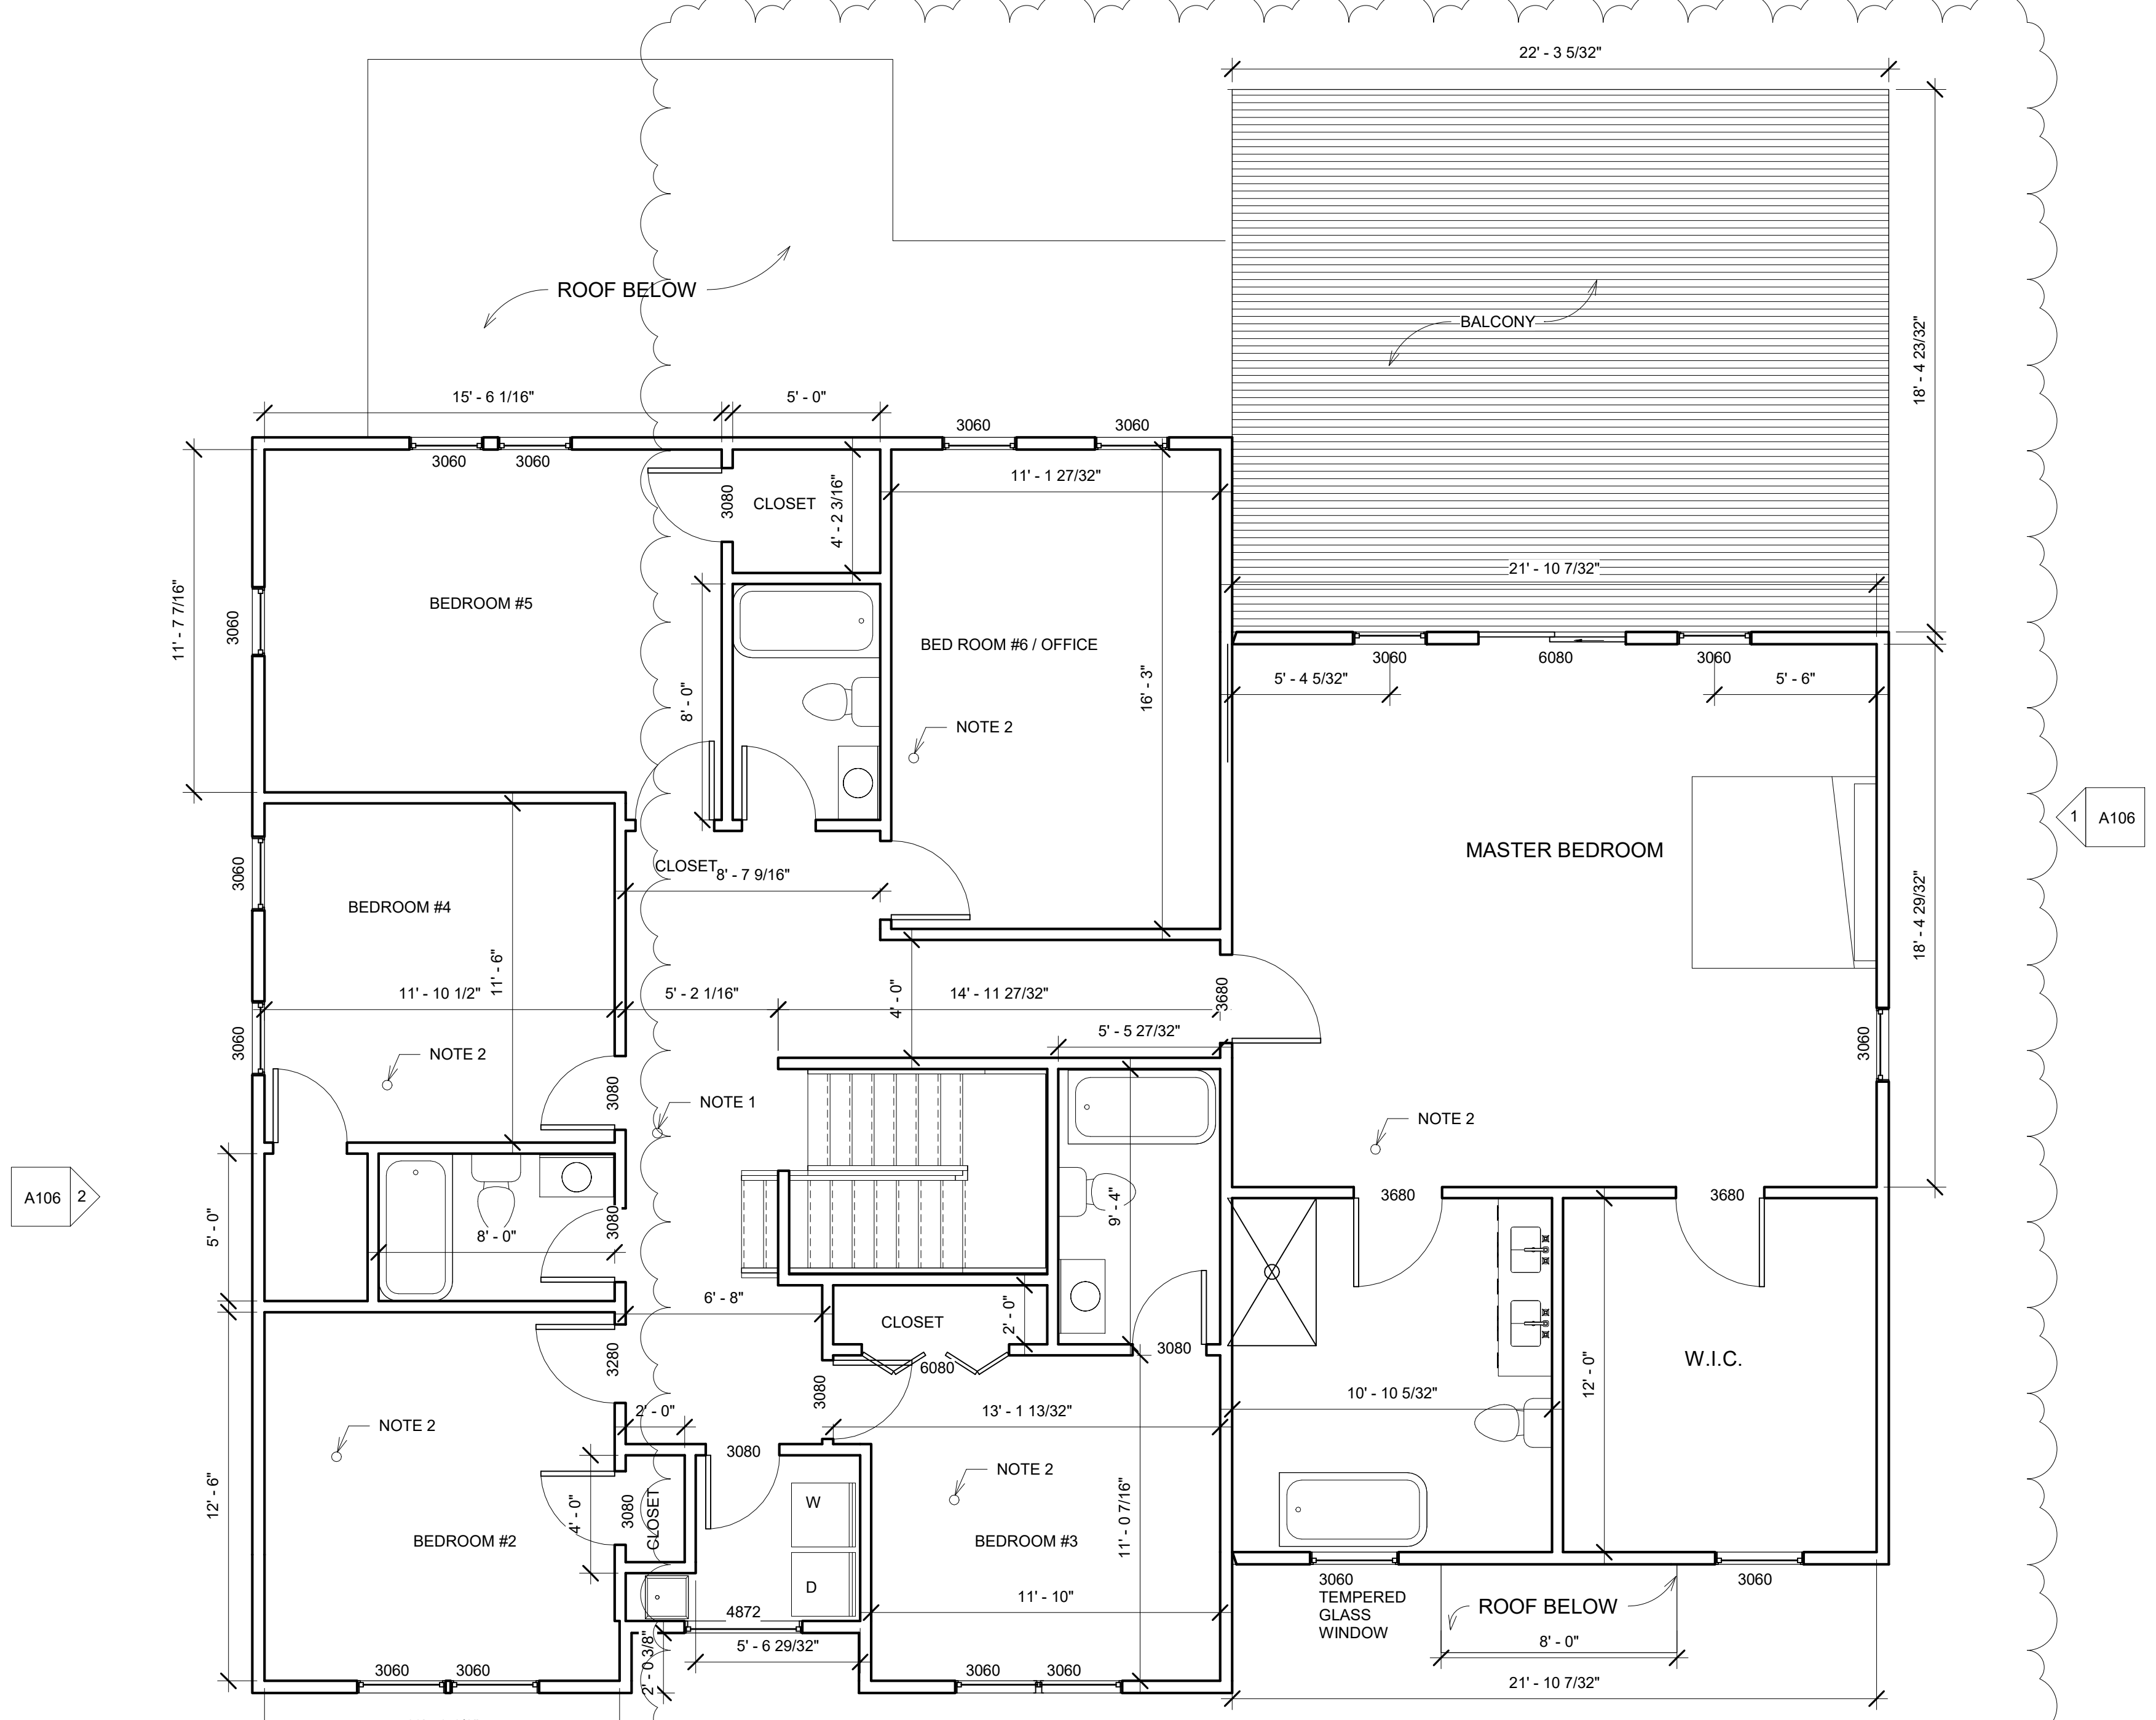 22' - 3 5/32"
ROOF BELOW
BALCONY
18' - 4 23/32"
15' - 6 1/16"
5' - 0"
3060
3060
3060
3060
11' - 1 27/32"
3080
CLOSET
4' - 2 3/16"
21' - 10 7/32"
11' - 7 7/16"
3060
BEDROOM #5
BED ROOM #6 / OFFICE
3060
6080
3060
8' - 0"
16' - 3"
5' - 4 5/32"
5' - 6"
NOTE 2
1
A106
MASTER BEDROOM
3060
CLOSET
8' - 7 9/16"
BEDROOM #4
18' - 4 29/32"
11' - 6"
11' - 10 1/2"
5' - 2 1/16"
4' - 0"
14' - 11 27/32"
3680
3060
5' - 5 27/32"
3060
NOTE 2
3080
NOTE 1
NOTE 2
A106
2
5' - 0"
8' - 0"
3080
9' - 4"
3680
3680
6' - 8"
CLOSET
2' - 0"
3280
6080
3080
3080
W.I.C.
12' - 0"
10' - 10 5/32"
2' - 0"
13' - 1 13/32"
NOTE 2
3080
NOTE 2
12' - 6"
4' - 0"
3080
CLOSET
W
BEDROOM #2
BEDROOM #3
11' - 0 7/16"
D
11' - 10"
4872
5' - 6 29/32"
2' - 0 3/8"
3060
TEMPERED
GLASS
WINDOW
ROOF BELOW
3060
8' - 0"
3060
3060
3060
3060
21' - 10 7/32"